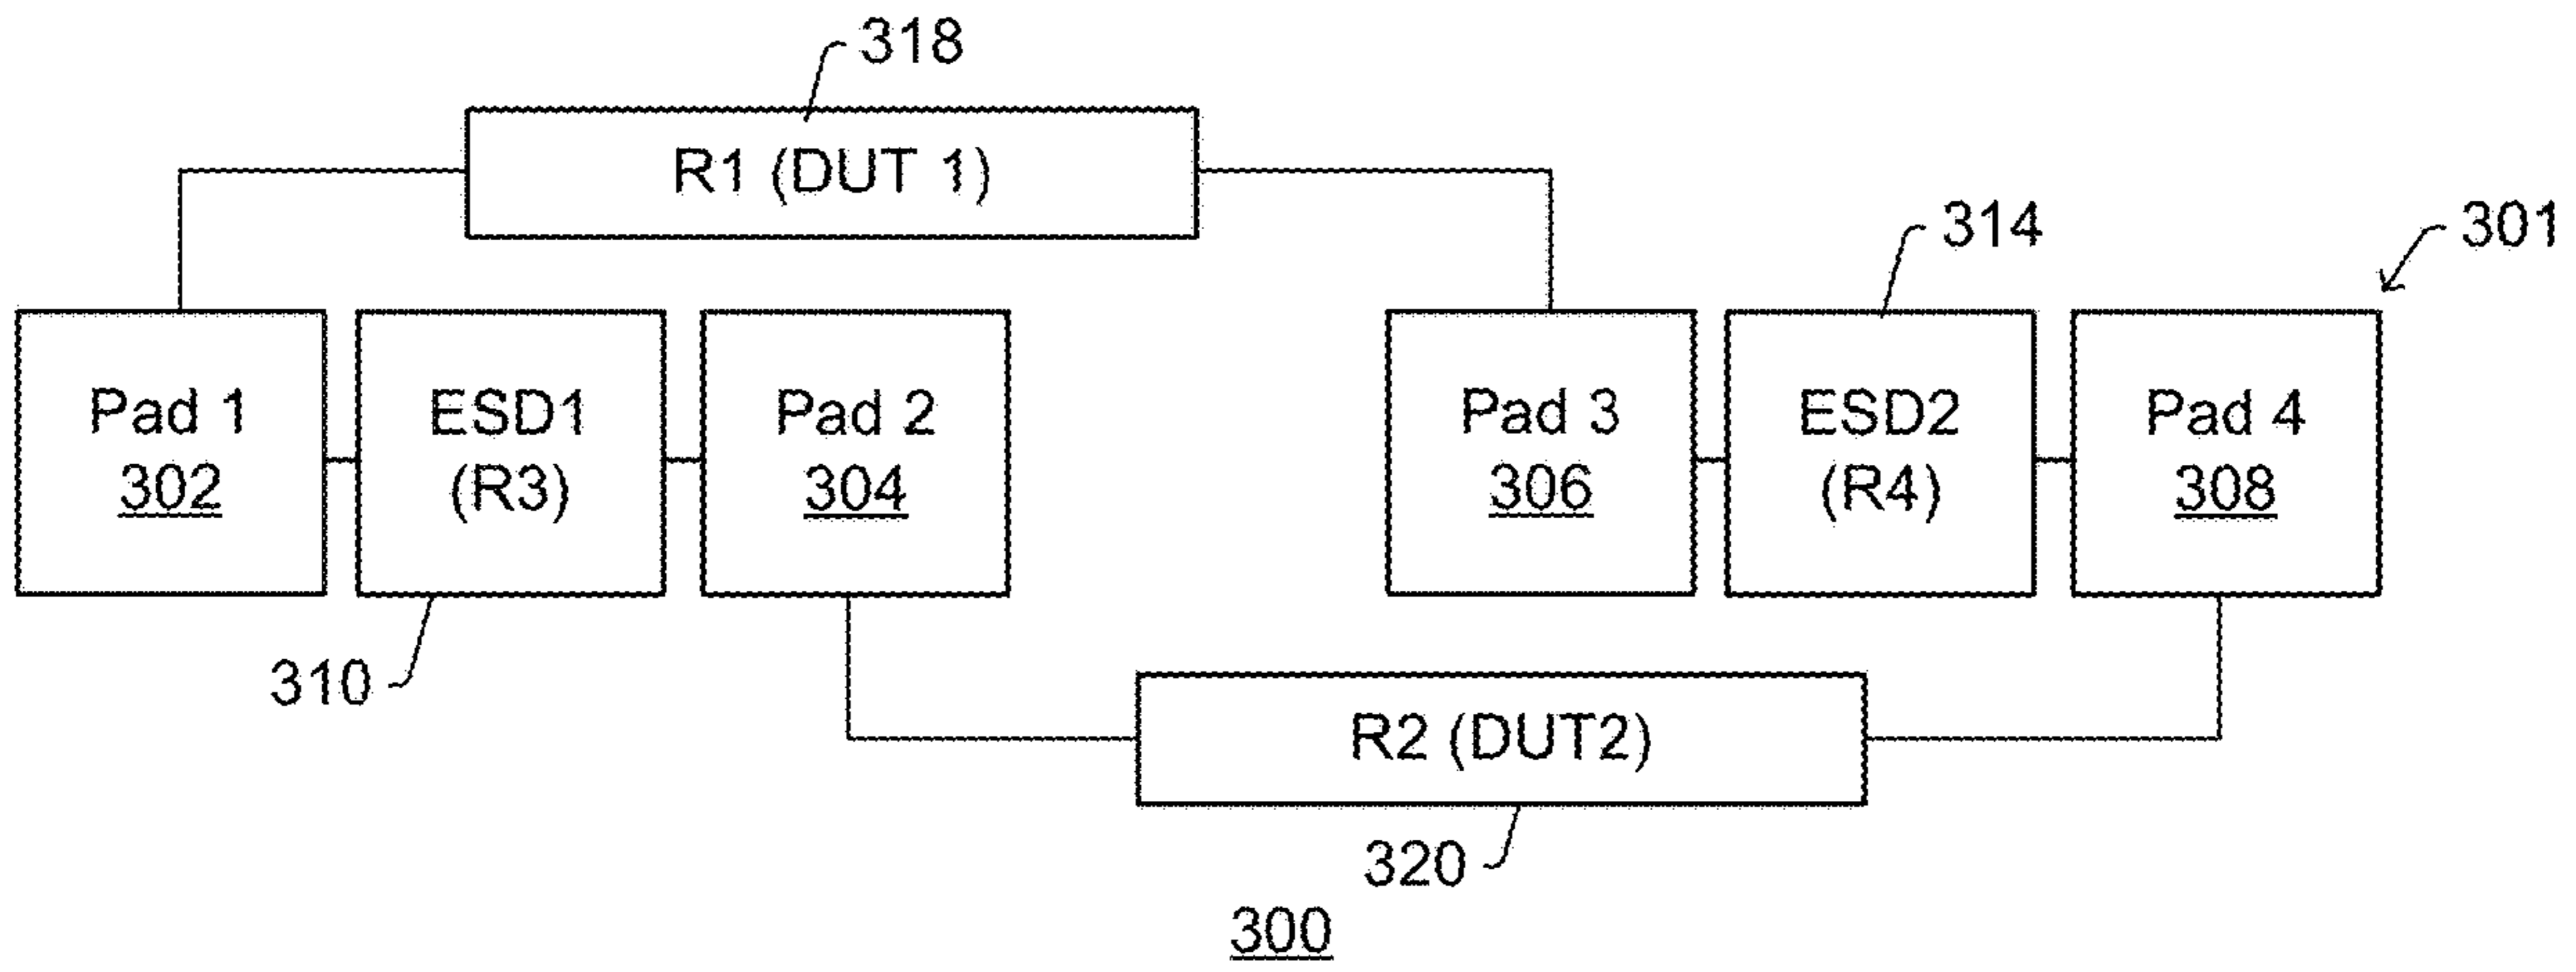 318
R1 (DUT 1)
314
301
Pad 1
302
ESD1
(R3)
Pad 2
304
Pad 3
306
ESD2
(R4)
Pad 4
308
310
R2 (DUT2)
320
300